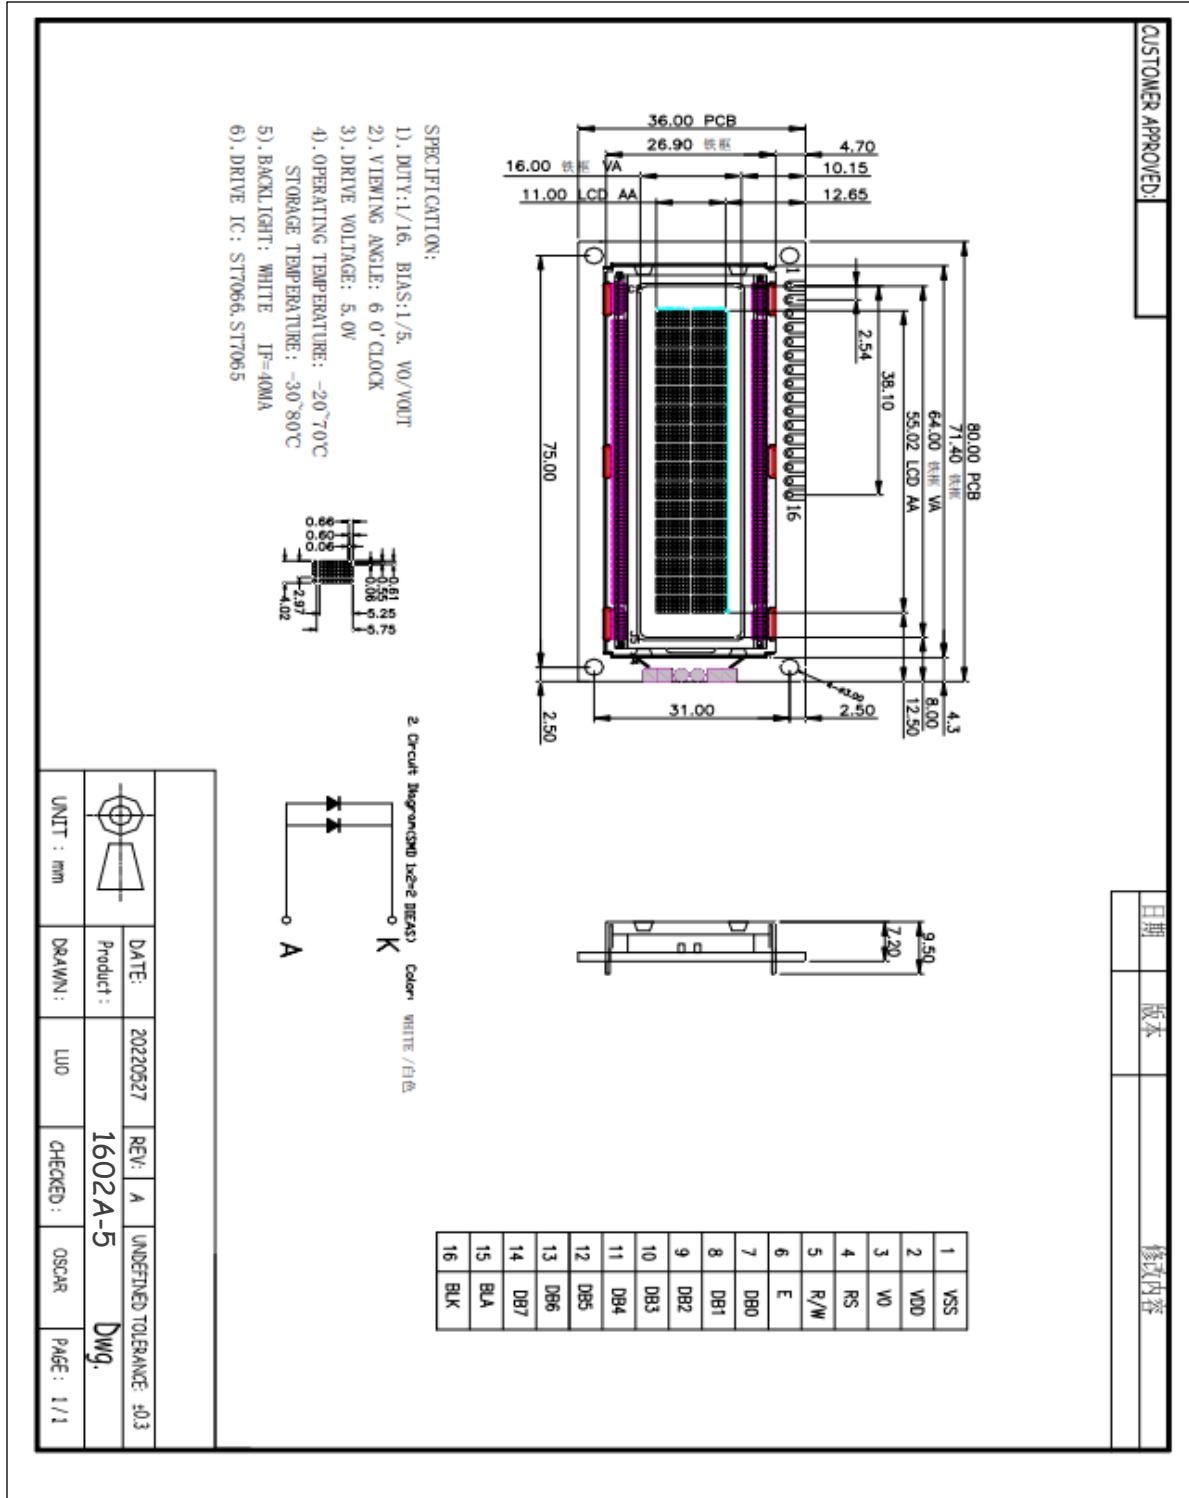 CUSTOMER APPROVED:
日期
版本
修改内容
80.00 PCB
71.40 铁框
64.00 铁框 VA
55.02 LCD AA
38.10
2.54
1
16
4.3
8.00
12.50
36.00 PCB
26.90 铁框
4.70
16.00 铁框 VA
10.15
11.00 LCD AA
12.65
75.00
2.50
31.00
2.50
9.50
7.20
1 VSS
2 VDD
3 V0
4 RS
5 R/W
6 E
7 DB0
8 DB1
9 DB2
10 DB3
11 DB4
12 DB5
13 DB6
14 DB7
15 BLA
16 BLK
SPECIFICATION:
1). DUTY:1/16, BIAS:1/5, VO/VOUT
2). VIEWING ANGLE: 6 O'CLOCK
3). DRIVE VOLTAGE: 5.0V
4). OPERATING TEMPERATURE: -20~70℃
STORAGE TEMPERATURE: -30~80℃
5). BACKLIGHT: WHITE IF=40MA
6). DRIVE IC: ST7066,ST7065
0.66
0.60
0.06
0.61
0.55
0.06
5.25
5.75
2.97
4.02
2. Circuit Diagram(SMD 1x2=2 DIEAS) Color: WHITE /白色
K
A
DATE: 20220527 REV: A UNDEFINED TOLERANCE: ±0.3
Product: 1602A-5 Dwg.
UNIT : mm DRAWN: LUO CHECKED: OSCAR PAGE: 1/1